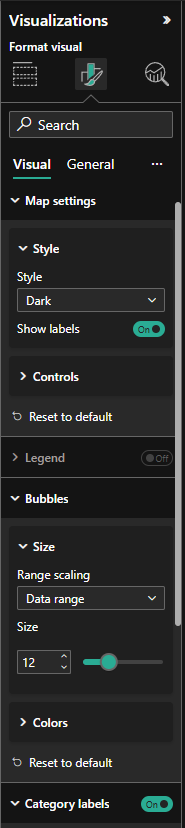 Visualizations
Format visual
Search
Visual General
Map settings
Style
Style
Dark
Show labels On
Controls
Reset to default
Legend Off
Bubbles
Size
Range scaling
Data range
Size
12
Colors
Reset to default
Category labels On